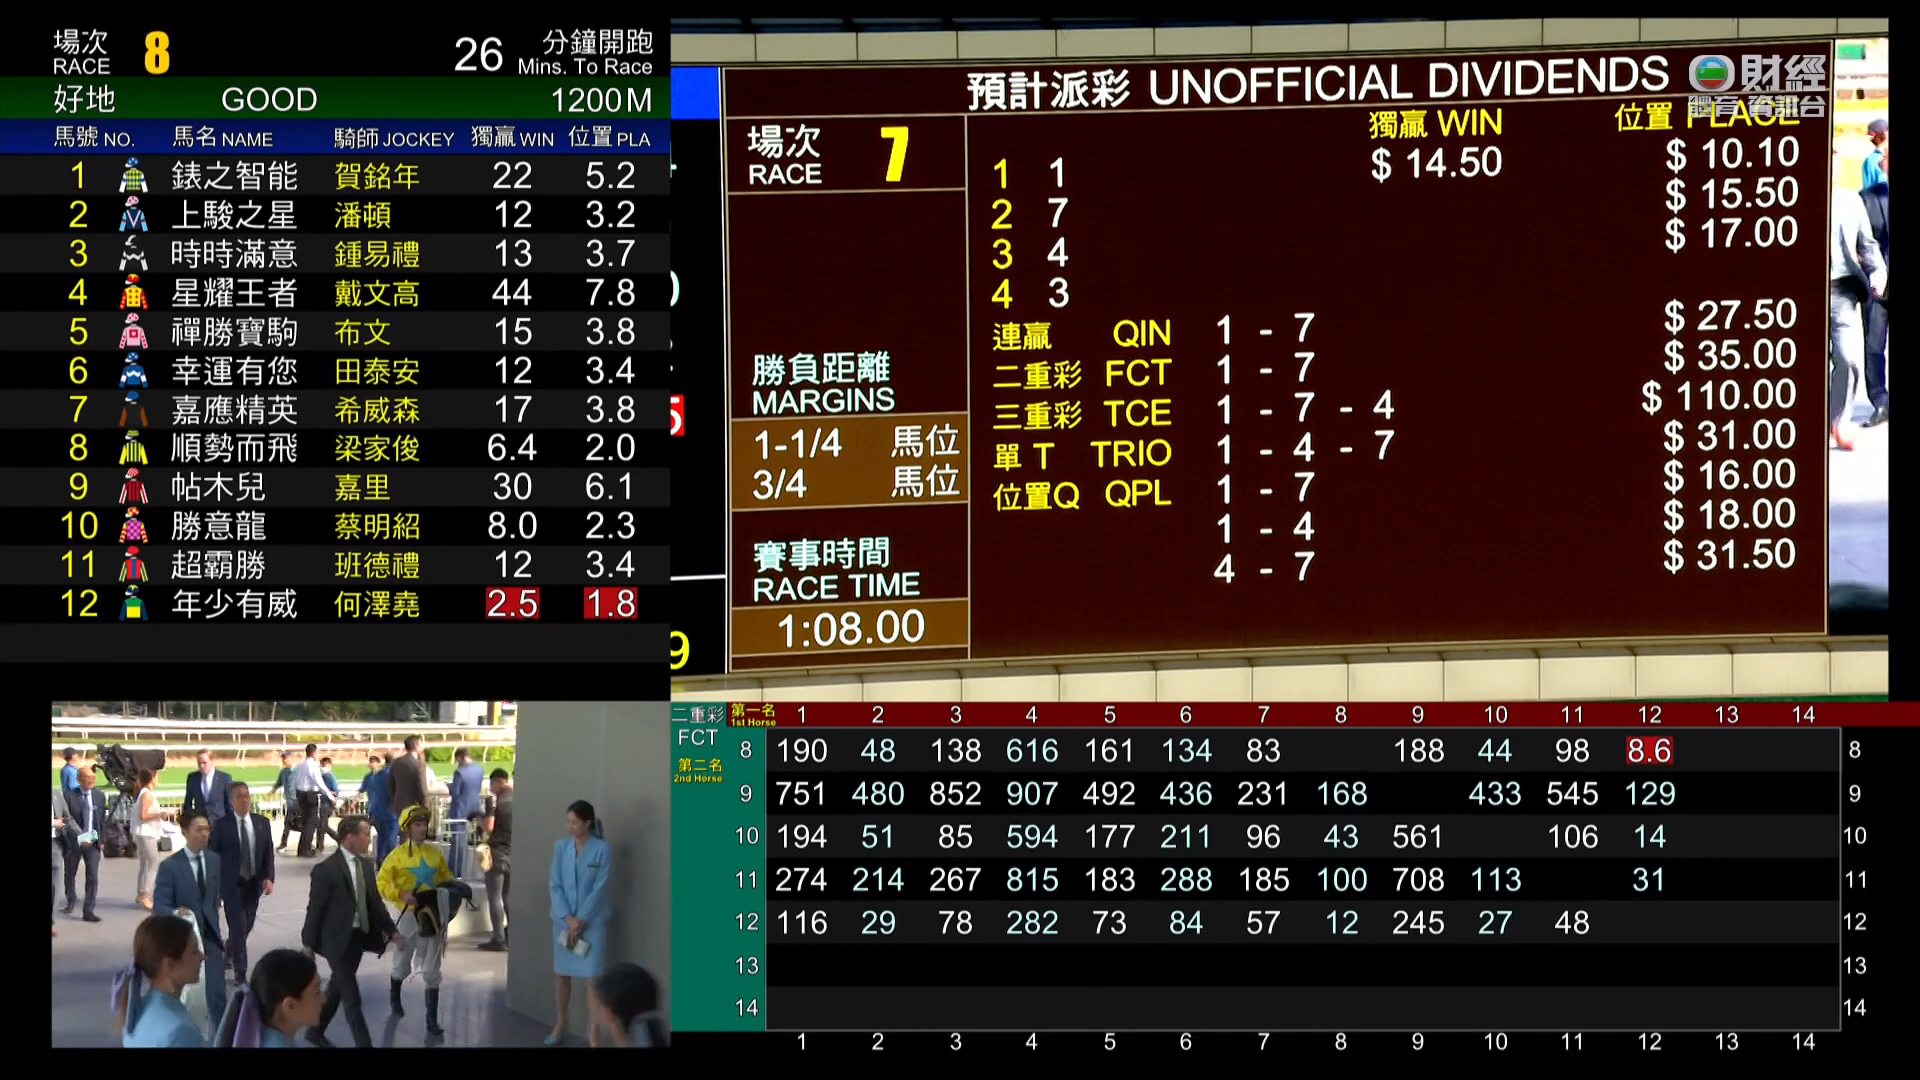 場次 RACE 8 26 分鐘開跑 Mins. To Race
好地 GOOD 1200M
馬號 NO. 馬名 NAME 騎師 JOCKEY 獨贏 WIN 位置 PLA
1 錶之智能 賀銘年 22 5.2
2 上駿之星 潘頓 12 3.2
3 時時滿意 鍾易禮 13 3.7
4 星耀王者 戴文高 44 7.8
5 禪勝寶駒 布文 15 3.8
6 幸運有您 田泰安 12 3.4
7 嘉應精英 希威森 17 3.8
8 順勢而飛 梁家俊 6.4 2.0
9 帖木兒 嘉里 30 6.1
10 勝意龍 蔡明紹 8.0 2.3
11 超霸勝 班德禮 12 3.4
12 年少有威 何澤堯 2.5 1.8
預計派彩 UNOFFICIAL DIVIDENDS
財經
體育 資訊台
場次 RACE 7
獨贏 WIN 位置 PLACE
1 1 $ 14.50 $ 10.10
2 7 $ 15.50
3 4 $ 17.00
4 3
連贏 QIN 1 - 7 $ 27.50
二重彩 FCT 1 - 7 $ 35.00
三重彩 TCE 1 - 7 - 4 $ 110.00
單 T TRIO 1 - 4 - 7 $ 31.00
位置Q QPL 1 - 7 $ 16.00
1 - 4 $ 18.00
4 - 7 $ 31.50
勝負距離
MARGINS
1-1/4 馬位
3/4 馬位
賽事時間
RACE TIME
1:08.00
9
二重彩 FCT 第一名 1st Horse 1 2 3 4 5 6 7 8 9 10 11 12 13 14
第二名 2nd Horse
8 190 48 138 616 161 134 83 188 44 98 8.6 8
9 751 480 852 907 492 436 231 168 433 545 129 9
10 194 51 85 594 177 211 96 43 561 106 14 10
11 274 214 267 815 183 288 185 100 708 113 31 11
12 116 29 78 282 73 84 57 12 245 27 48 12
13 13
14 14
1 2 3 4 5 6 7 8 9 10 11 12 13 14